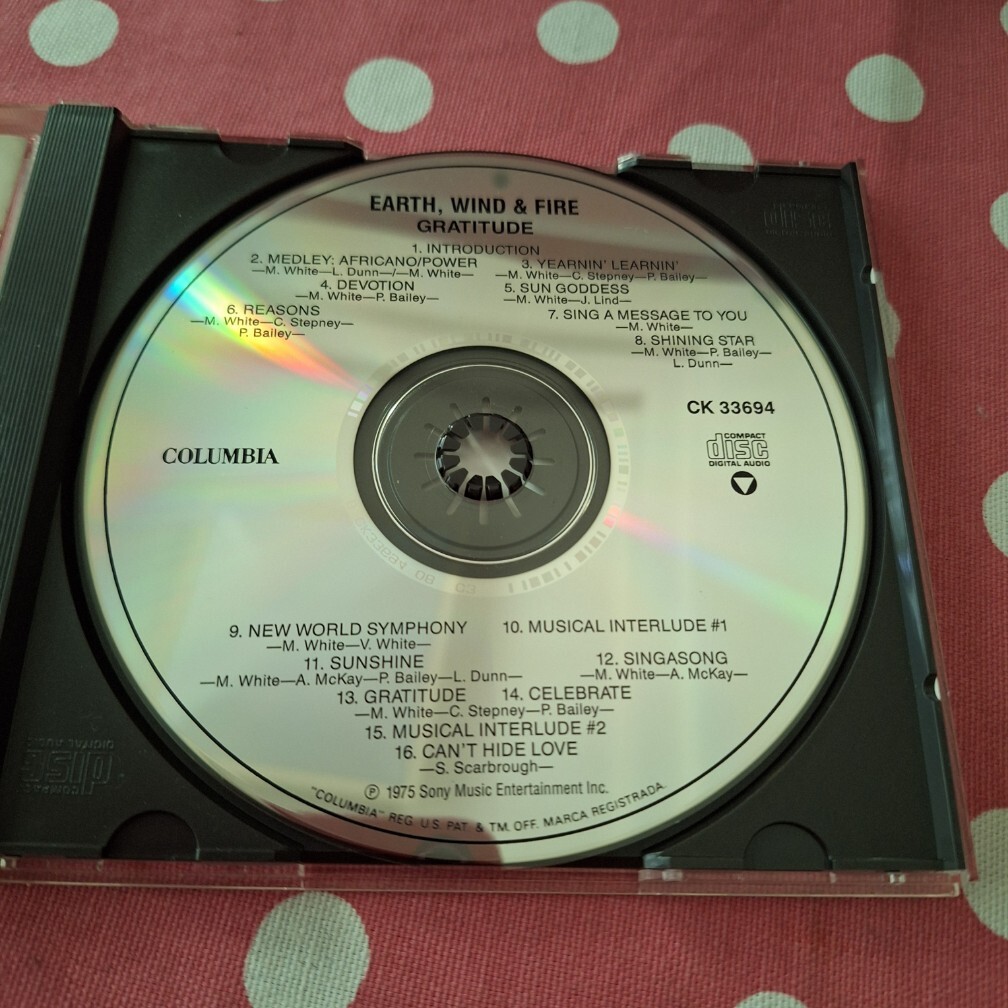 EARTH, WIND & FIRE
GRATITUDE
1. INTRODUCTION
2. MEDLEY: AFRICANO/POWER
—M. White—L. Dunn—/—M. White—
3. YEARNIN' LEARNIN'
—M. White—C. Stepney—P. Bailey—
4. DEVOTION
—M. White—P. Bailey—
5. SUN GODDESS
—M. White—J. Lind—
6. REASONS
—M. White—C. Stepney—
P. Bailey—
7. SING A MESSAGE TO YOU
—M. White—
8. SHINING STAR
—M. White—P. Bailey—
L. Dunn—
CK 33694
COLUMBIA
COMPACT
disc
DIGITAL AUDIO
9. NEW WORLD SYMPHONY
—M. White—V. White—
10. MUSICAL INTERLUDE #1
11. SUNSHINE
—M. White—A. McKay—P. Bailey—L. Dunn—
12. SINGASONG
—M. White—A. McKay—
13. GRATITUDE
14. CELEBRATE
—M. White—C. Stepney—P. Bailey—
15. MUSICAL INTERLUDE #2
16. CAN'T HIDE LOVE
—S. Scarbrough—
℗ 1975 Sony Music Entertainment Inc.
"COLUMBIA" REG. U.S. PAT. & TM. OFF. MARCA REGISTRADA.
disc
COMPACT
disc
DIGITAL AUDIO